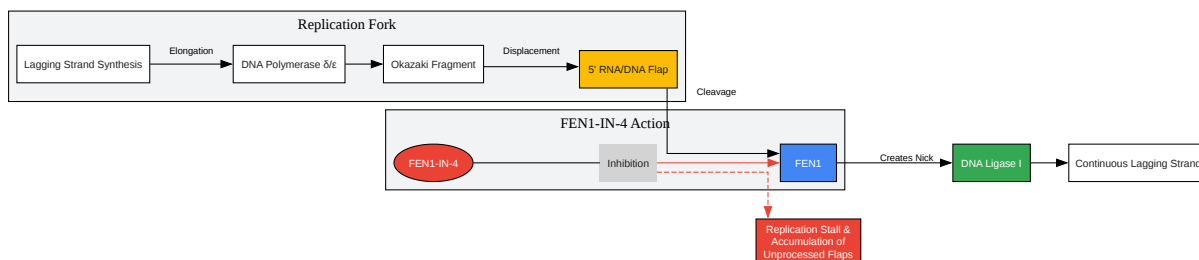 Replication Fork
Elongation
Displacement
Lagging Strand Synthesis
DNA Polymerase δ/ε
Okazaki Fragment
5' RNA/DNA Flap
Cleavage
FEN1-IN-4 Action
FEN1-IN-4
Inhibition
FEN1
Creates Nick
DNA Ligase I
Continuous Lagging Strand
Replication Stall &
Accumulation of
Unprocessed Flaps